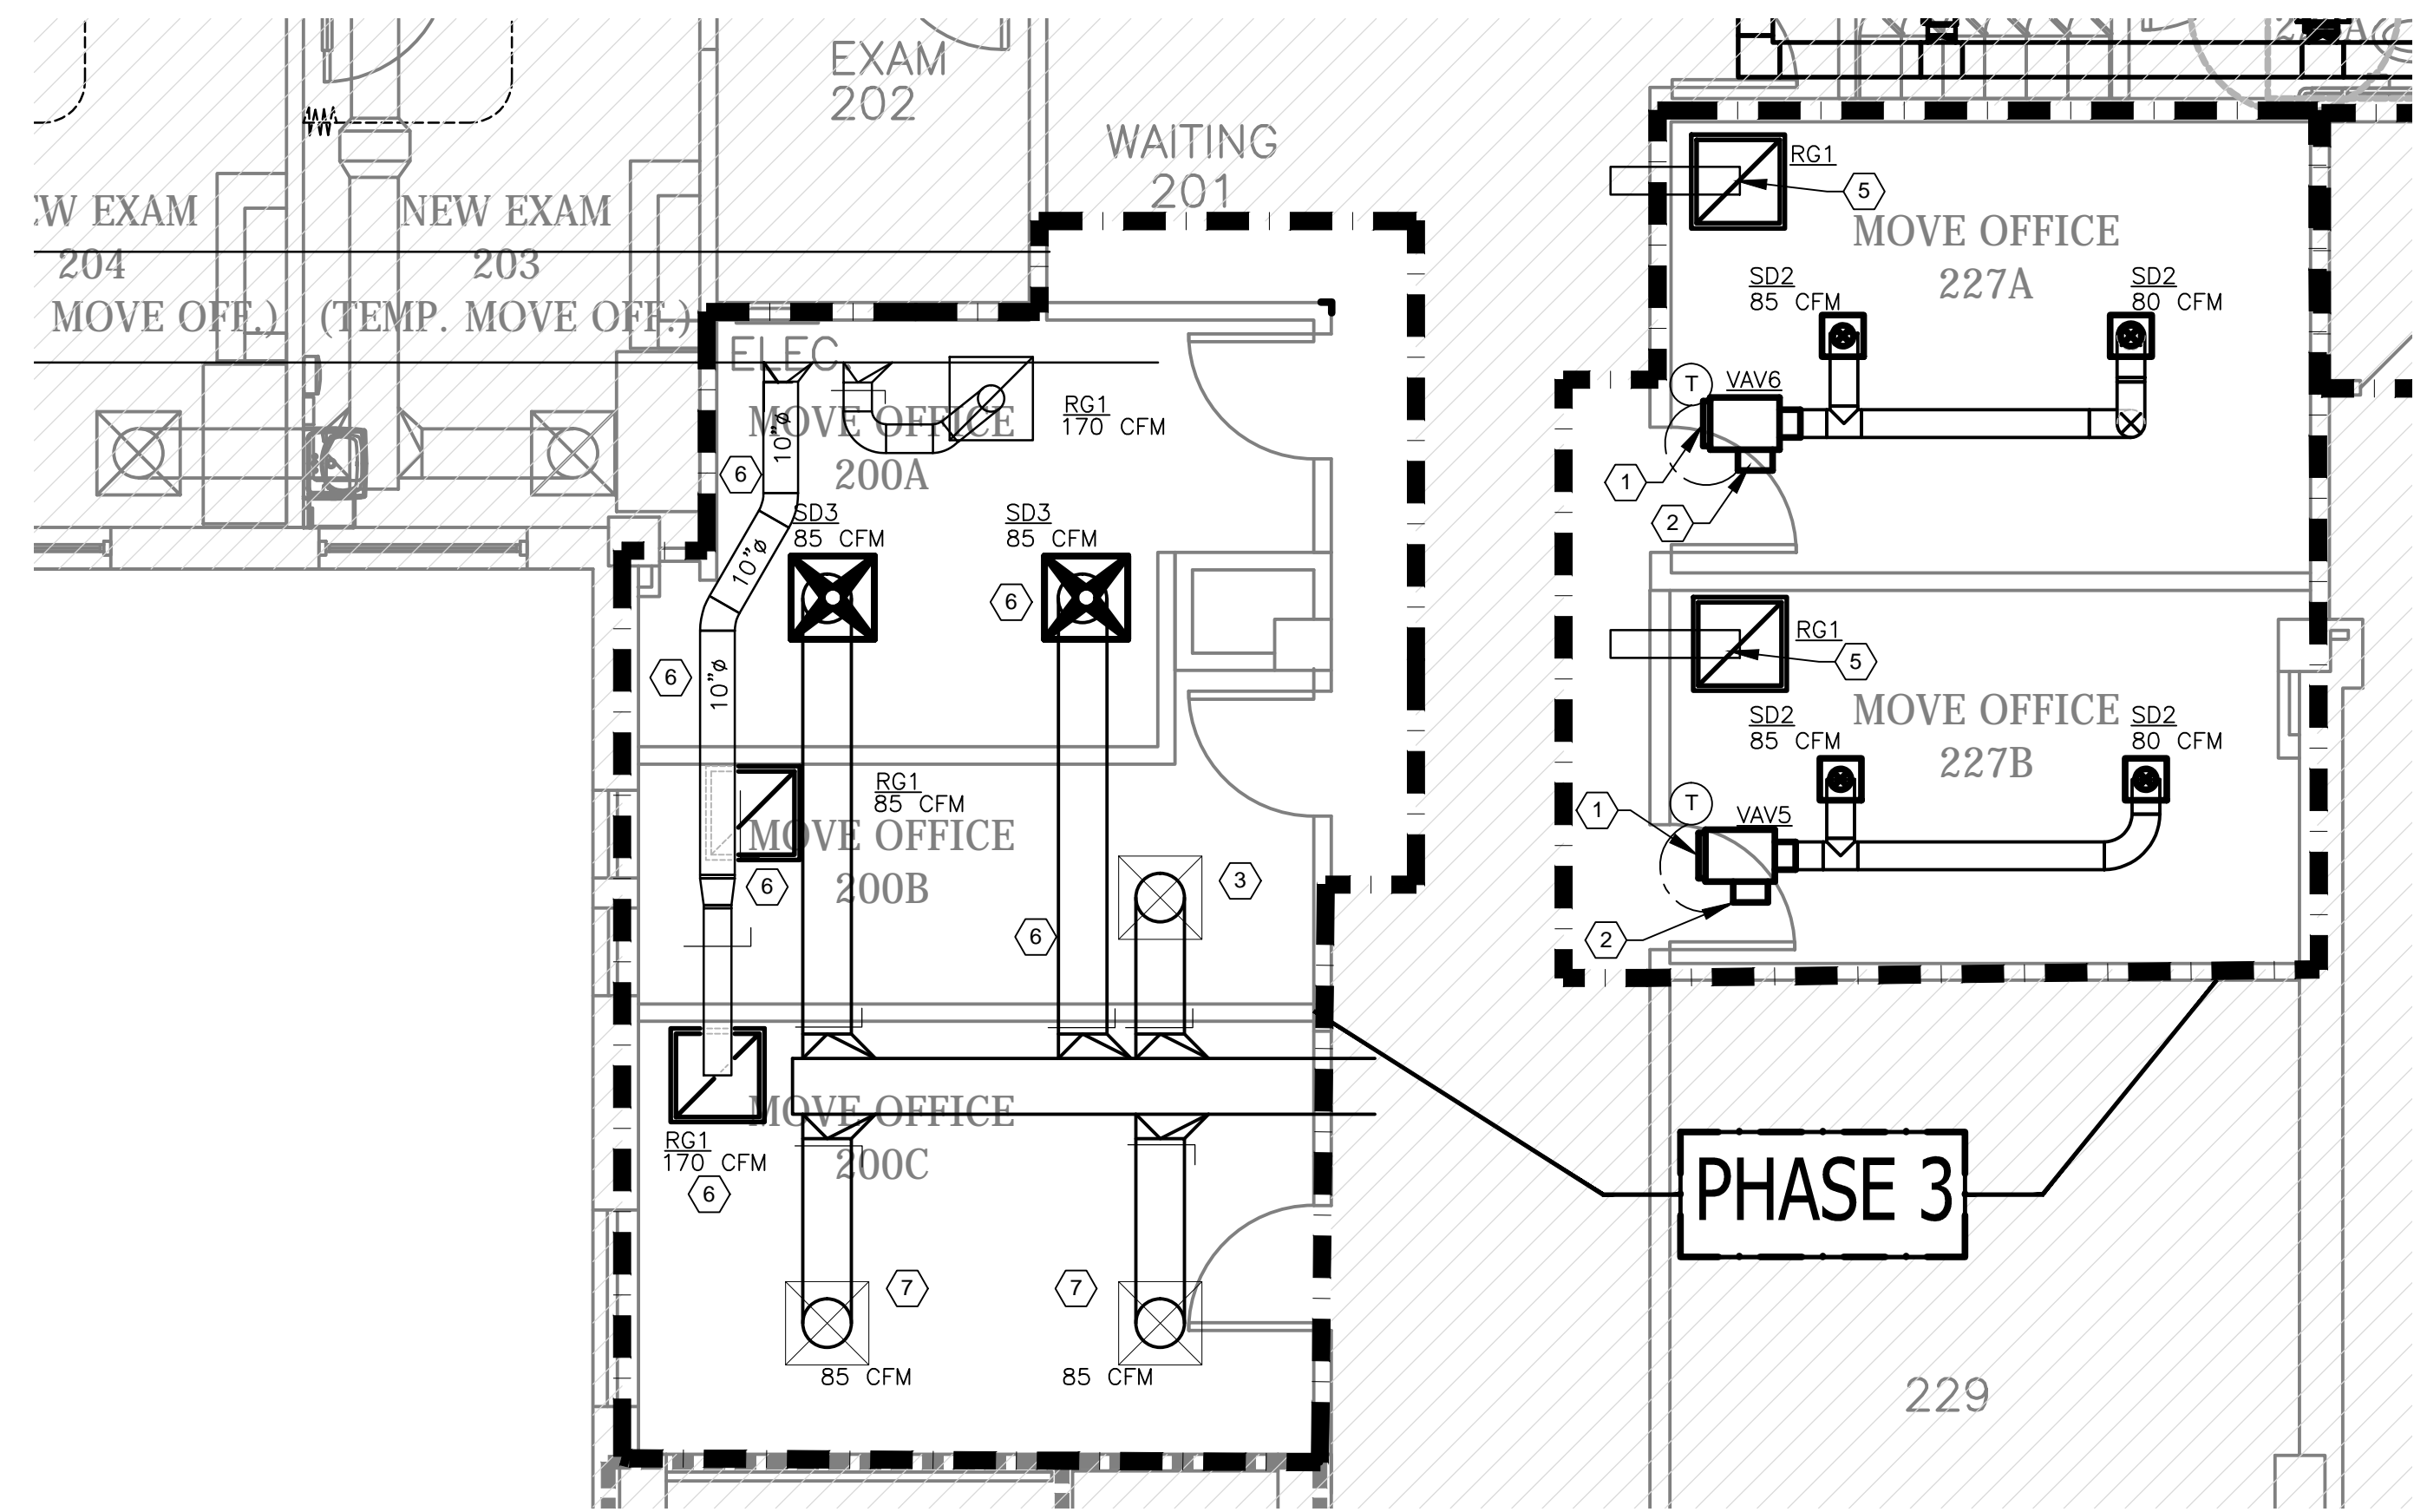 EXAM
202
WAITING
201
EW EXAM
204
MOVE OFF.)
NEW EXAM
203
(TEMP. MOVE OFF.)
ELEC.
MOVE OFFICE
200A
RG1
170 CFM
10"ø
6
10"ø
SD3
85 CFM
SD3
85 CFM
6
6
10"ø
RG1
85 CFM
MOVE OFFICE
200B
6
3
6
MOVE OFFICE
200C
RG1
170 CFM
6
7
7
85 CFM
85 CFM
RG1
5
MOVE OFFICE
227A
SD2
85 CFM
SD2
80 CFM
T
VAV6
1
2
RG1
5
MOVE OFFICE
227B
SD2
85 CFM
SD2
80 CFM
T
VAV5
1
2
PHASE 3
229